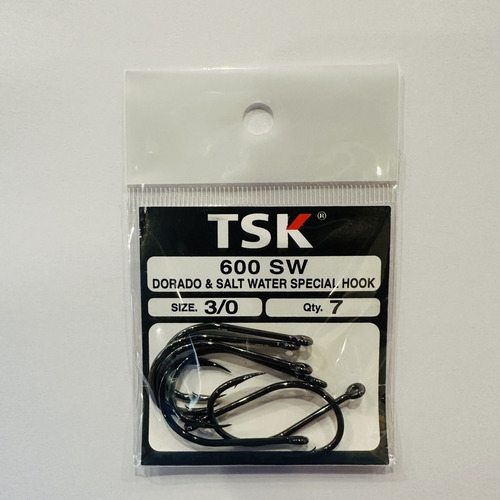 TSK®
600 SW
DORADO & SALT WATER SPECIAL HOOK
SIZE. 3/0 Qty. 7